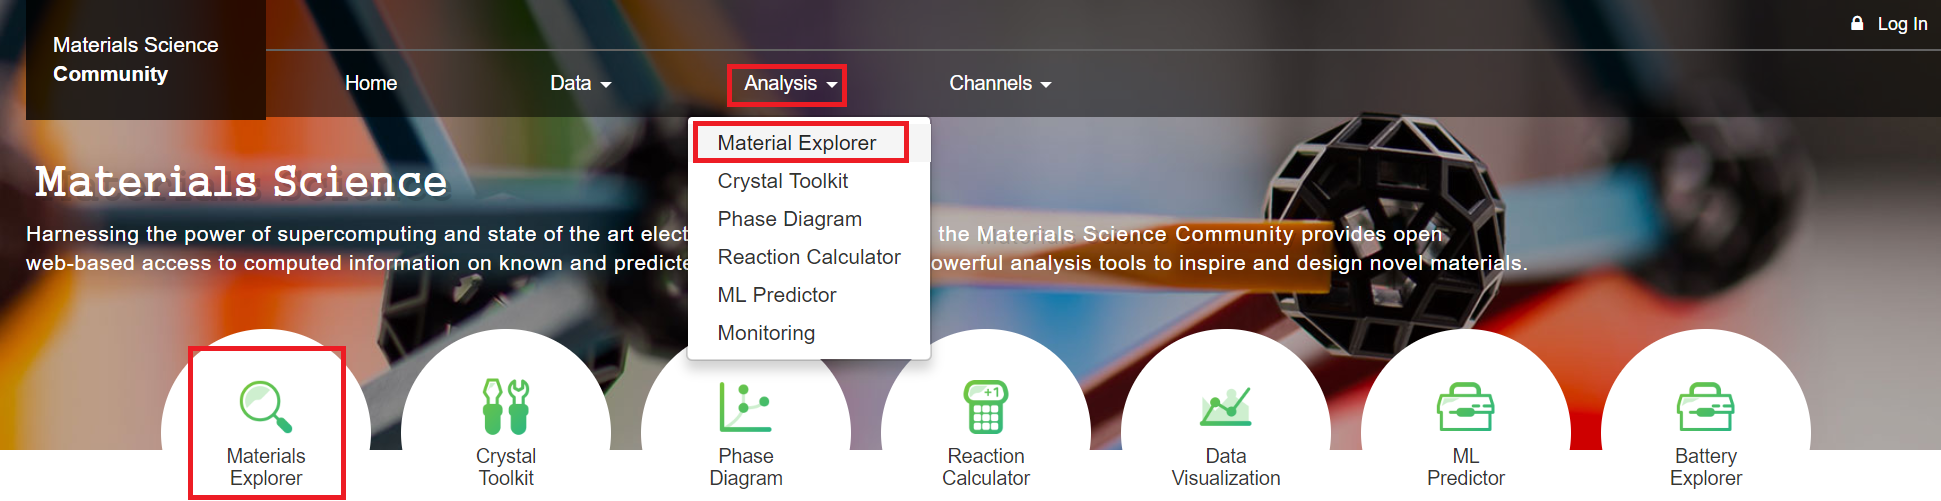 Log In
Materials Science
Community
Home
Data
Analysis
Channels
Material Explorer
Crystal Toolkit
Phase Diagram
Reaction Calculator
ML Predictor
Monitoring
Materials Science
Harnessing the power of supercomputing and state of the art elect the Materials Science Community provides open
web-based access to computed information on known and predicte owerful analysis tools to inspire and design novel materials.
+1
Materials
Explorer
Crystal
Toolkit
Phase
Diagram
Reaction
Calculator
Data
Visualization
ML
Predictor
Battery
Explorer